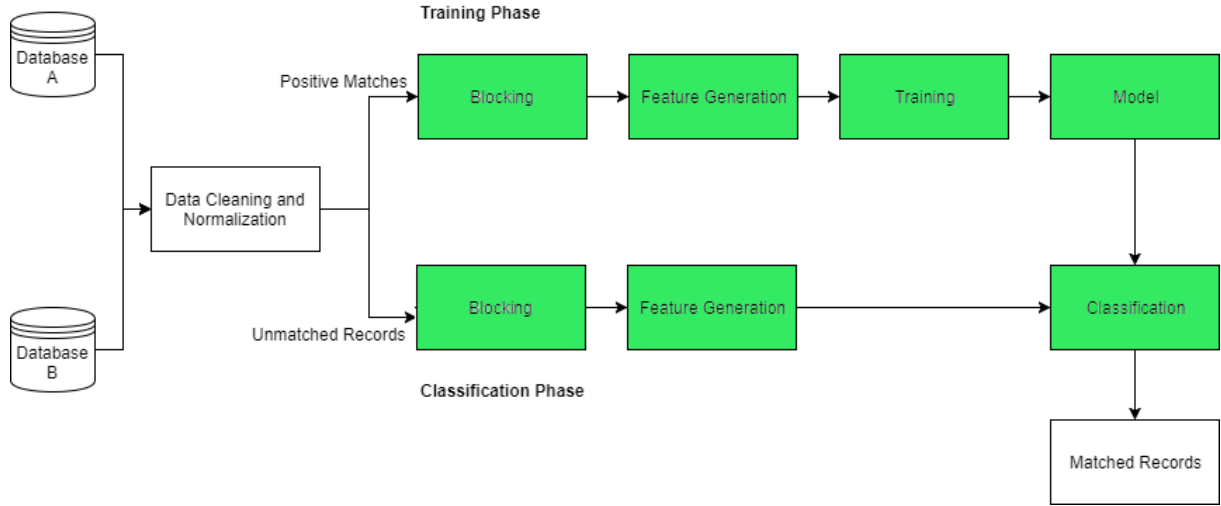 Training Phase
Database
A
Positive Matches
Blocking
Feature Generation
Training
Model
Data Cleaning and
Normalization
Database
B
Unmatched Records
Blocking
Feature Generation
Classification
Classification Phase
Matched Records